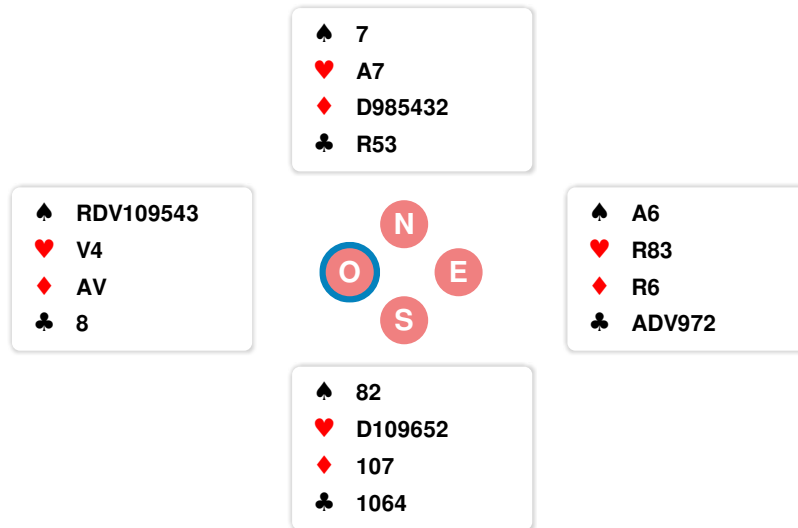 ♠ 7
♥ A7
♦ D985432
♣ R53
♠ RDV109543
♥ V4
♦ AV
♣ 8
N
O E
S
♠ A6
♥ R83
♦ R6
♣ ADV972
♠ 82
♥ D109652
♦ 107
♣ 1064